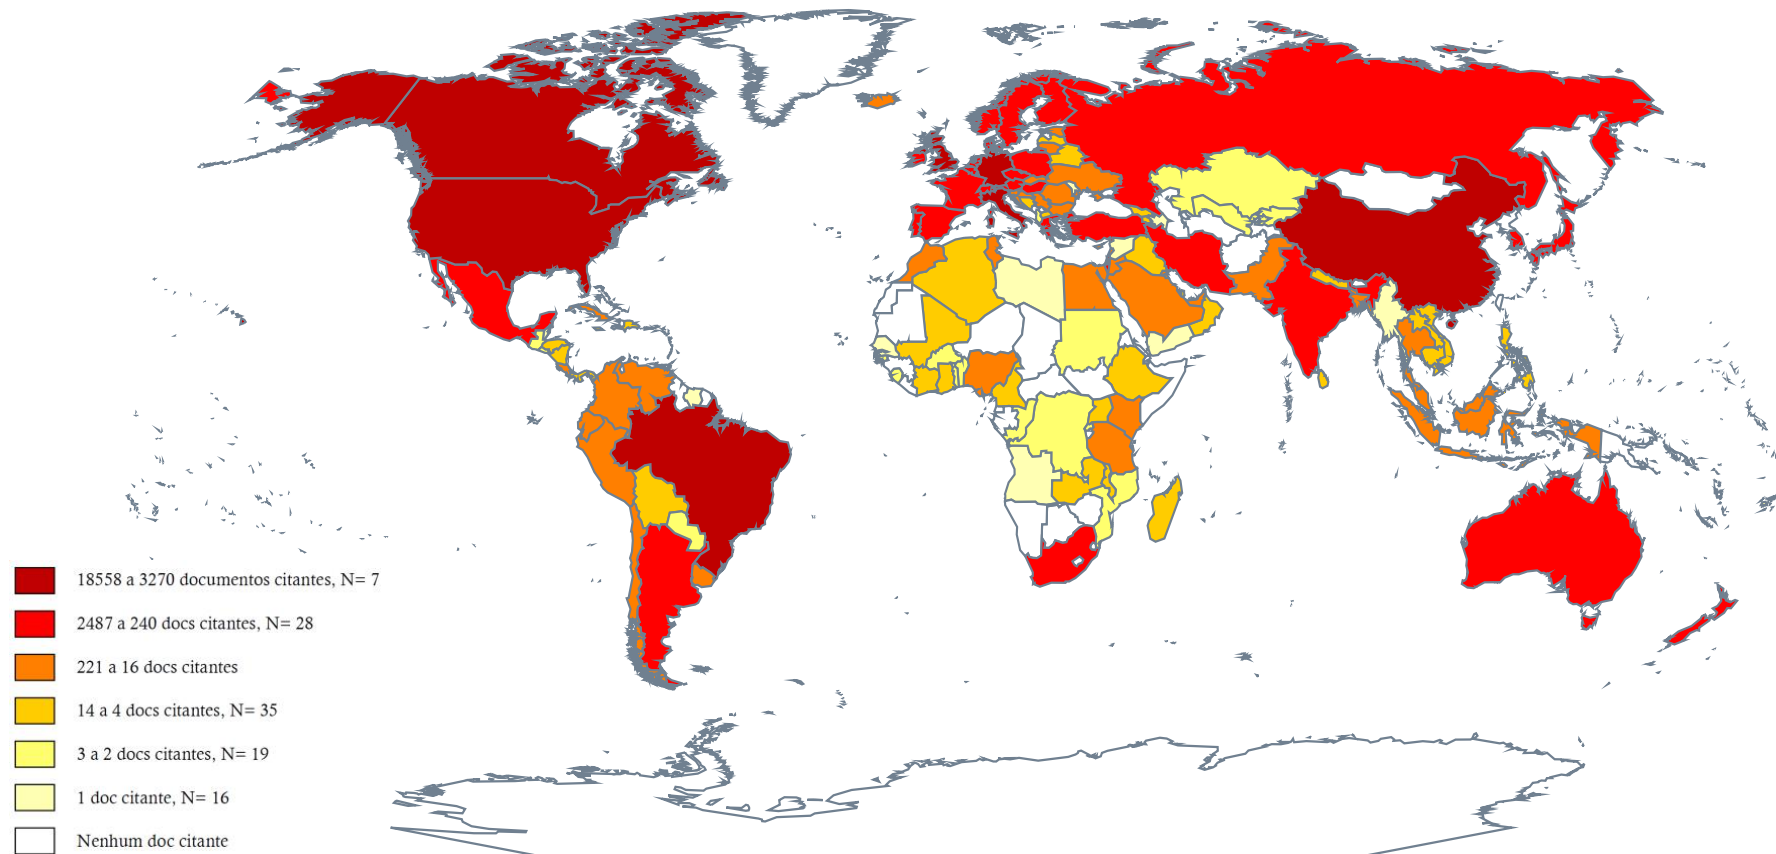 18558 a 3270 documentos citantes, N= 7
2487 a 240 docs citantes, N= 28
221 a 16 docs citantes
14 a 4 docs citantes, N= 35
3 a 2 docs citantes, N= 19
1 doc citante, N= 16
Nenhum doc citante